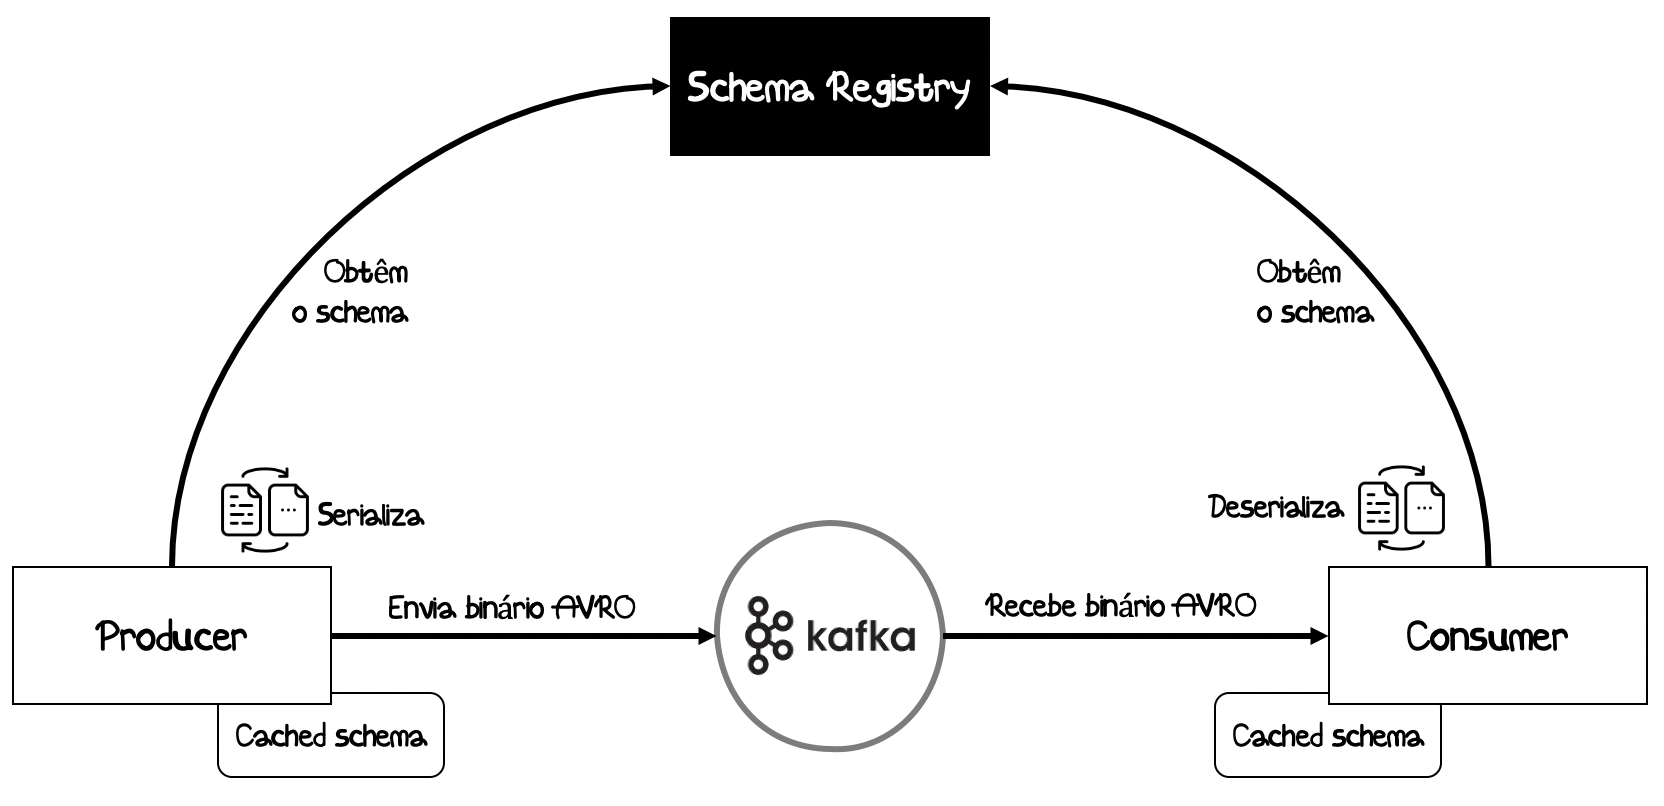 Schema Registry
Obtêm
o schema
Obtêm
o schema
Serializa
Deserializa
Envia binário AVRO
Recebe binário AVRO
Producer
kafka
Consumer
Cached schema
Cached schema